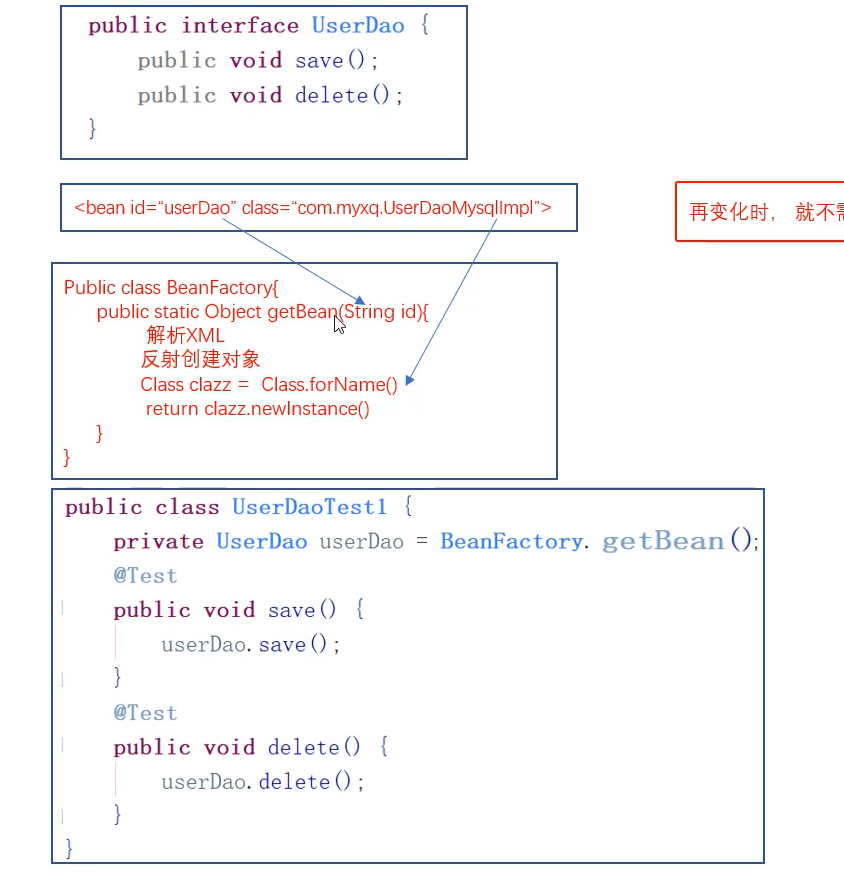 public interface UserDao {
public void save();
public void delete();
}
<bean id=“userDao” class=“com.myxq.UserDaoMysqlImpl”>
再变化时， 就不需
Public class BeanFactory{
public static Object getBean(String id){
解析XML
反射创建对象
Class clazz = Class.forName()
return clazz.newInstance()
}
}
public class UserDaoTest1 {
private UserDao userDao = BeanFactory. getBean();
@Test
public void save() {
userDao.save();
}
@Test
public void delete() {
userDao.delete();
}
}